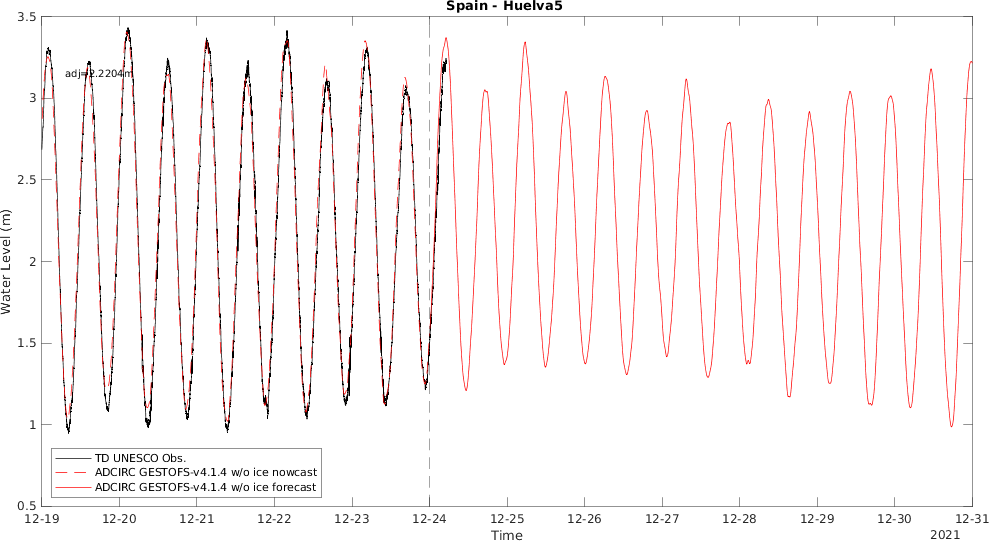 Spain - Huelva5
3.5
3
2.5
2
1.5
1
0.5
Water Level (m)
adj=2.2204m
TD UNESCO Obs.
ADCIRC GESTOFS-v4.1.4 w/o ice nowcast
ADCIRC GESTOFS-v4.1.4 w/o ice forecast
12-19 12-20 12-21 12-22 12-23 12-24 12-25 12-26 12-27 12-28 12-29 12-30 12-31
Time
2021